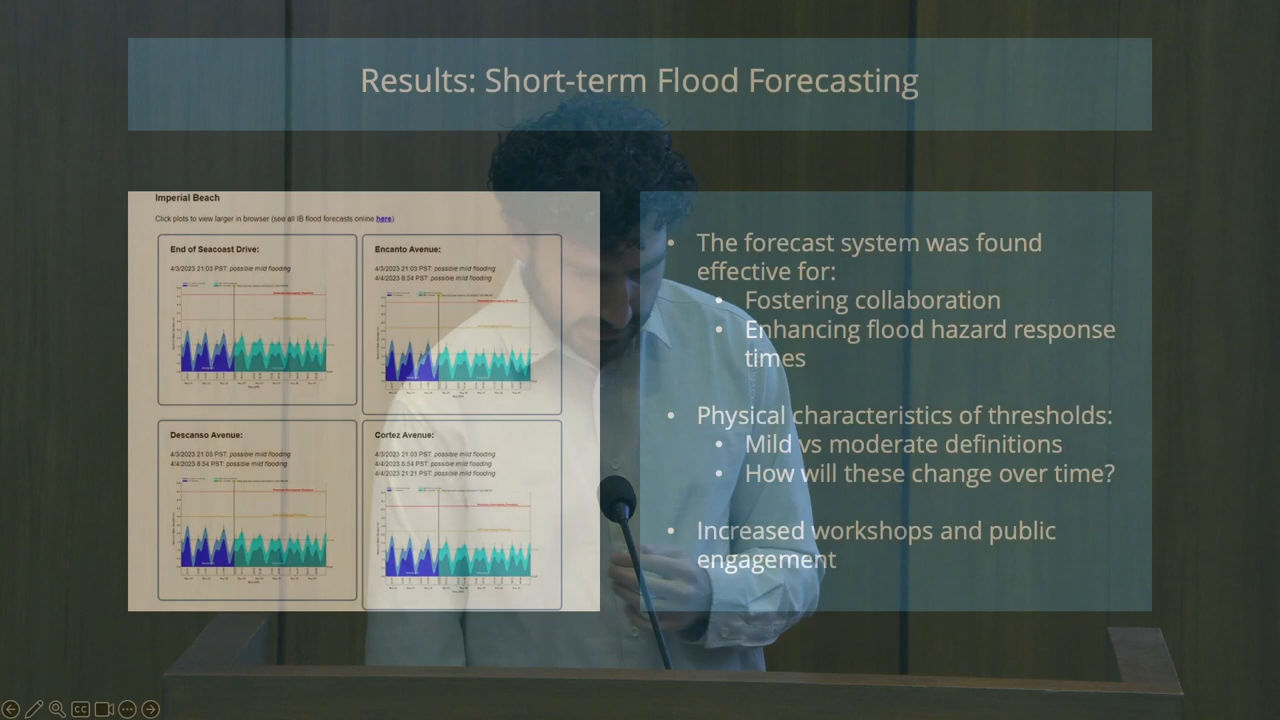 Results: Short-term Flood Forecasting
Imperial Beach
Click plots to view larger in browser (see all IB flood forecasts online here)
End of Seacoast Drive:
4/3/2023 21:03 PST: possible mild flooding
Encanto Avenue:
4/3/2023 21:03 PST: possible mild flooding
4/4/2023 8:54 PST: possible mild flooding
Descanso Avenue:
4/3/2023 21:03 PST: possible mild flooding
4/4/2023 8:54 PST: possible mild flooding
Cortez Avenue:
4/3/2023 21:03 PST: possible mild flooding
4/4/2023 8:54 PST: possible mild flooding
4/4/2023 21:21 PST: possible mild flooding
• The forecast system was found
effective for:
• Fostering collaboration
• Enhancing flood hazard response
times
• Physical characteristics of thresholds:
• Mild vs moderate definitions
• How will these change over time?
• Increased workshops and public
engagement
CC